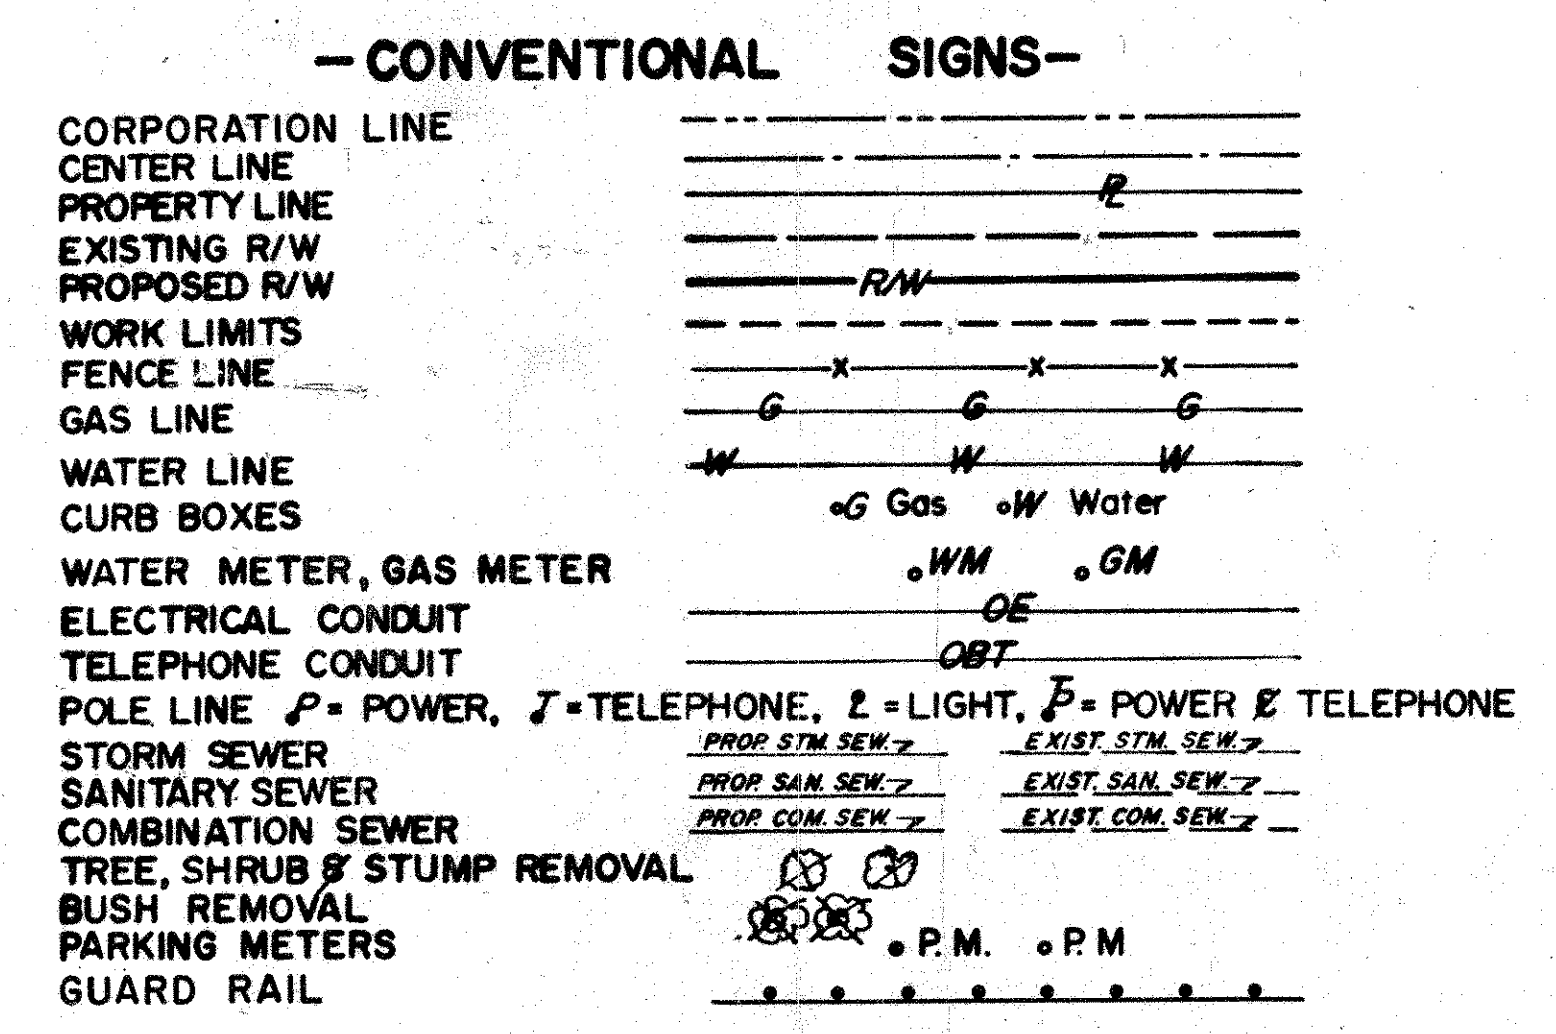 -CONVENTIONAL SIGNS-
CORPORATION LINE
CENTER LINE
PROPERTY LINE PL
EXISTING R/W
PROPOSED R/W R/W
WORK LIMITS
FENCE LINE x x x
GAS LINE G G G
WATER LINE W W W
CURB BOXES G Gas W Water
WATER METER, GAS METER WM GM
ELECTRICAL CONDUIT OE
TELEPHONE CONDUIT OBT
POLE LINE P = POWER, T = TELEPHONE, L = LIGHT, TP = POWER & TELEPHONE
STORM SEWER PROP. STM. SEW. EXIST. STM. SEW.
SANITARY SEWER PROP. SAN. SEW. EXIST. SAN. SEW.
COMBINATION SEWER PROP. COM. SEW. EXIST. COM. SEW.
TREE, SHRUB & STUMP REMOVAL
BUSH REMOVAL
PARKING METERS P.M. P.M
GUARD RAIL